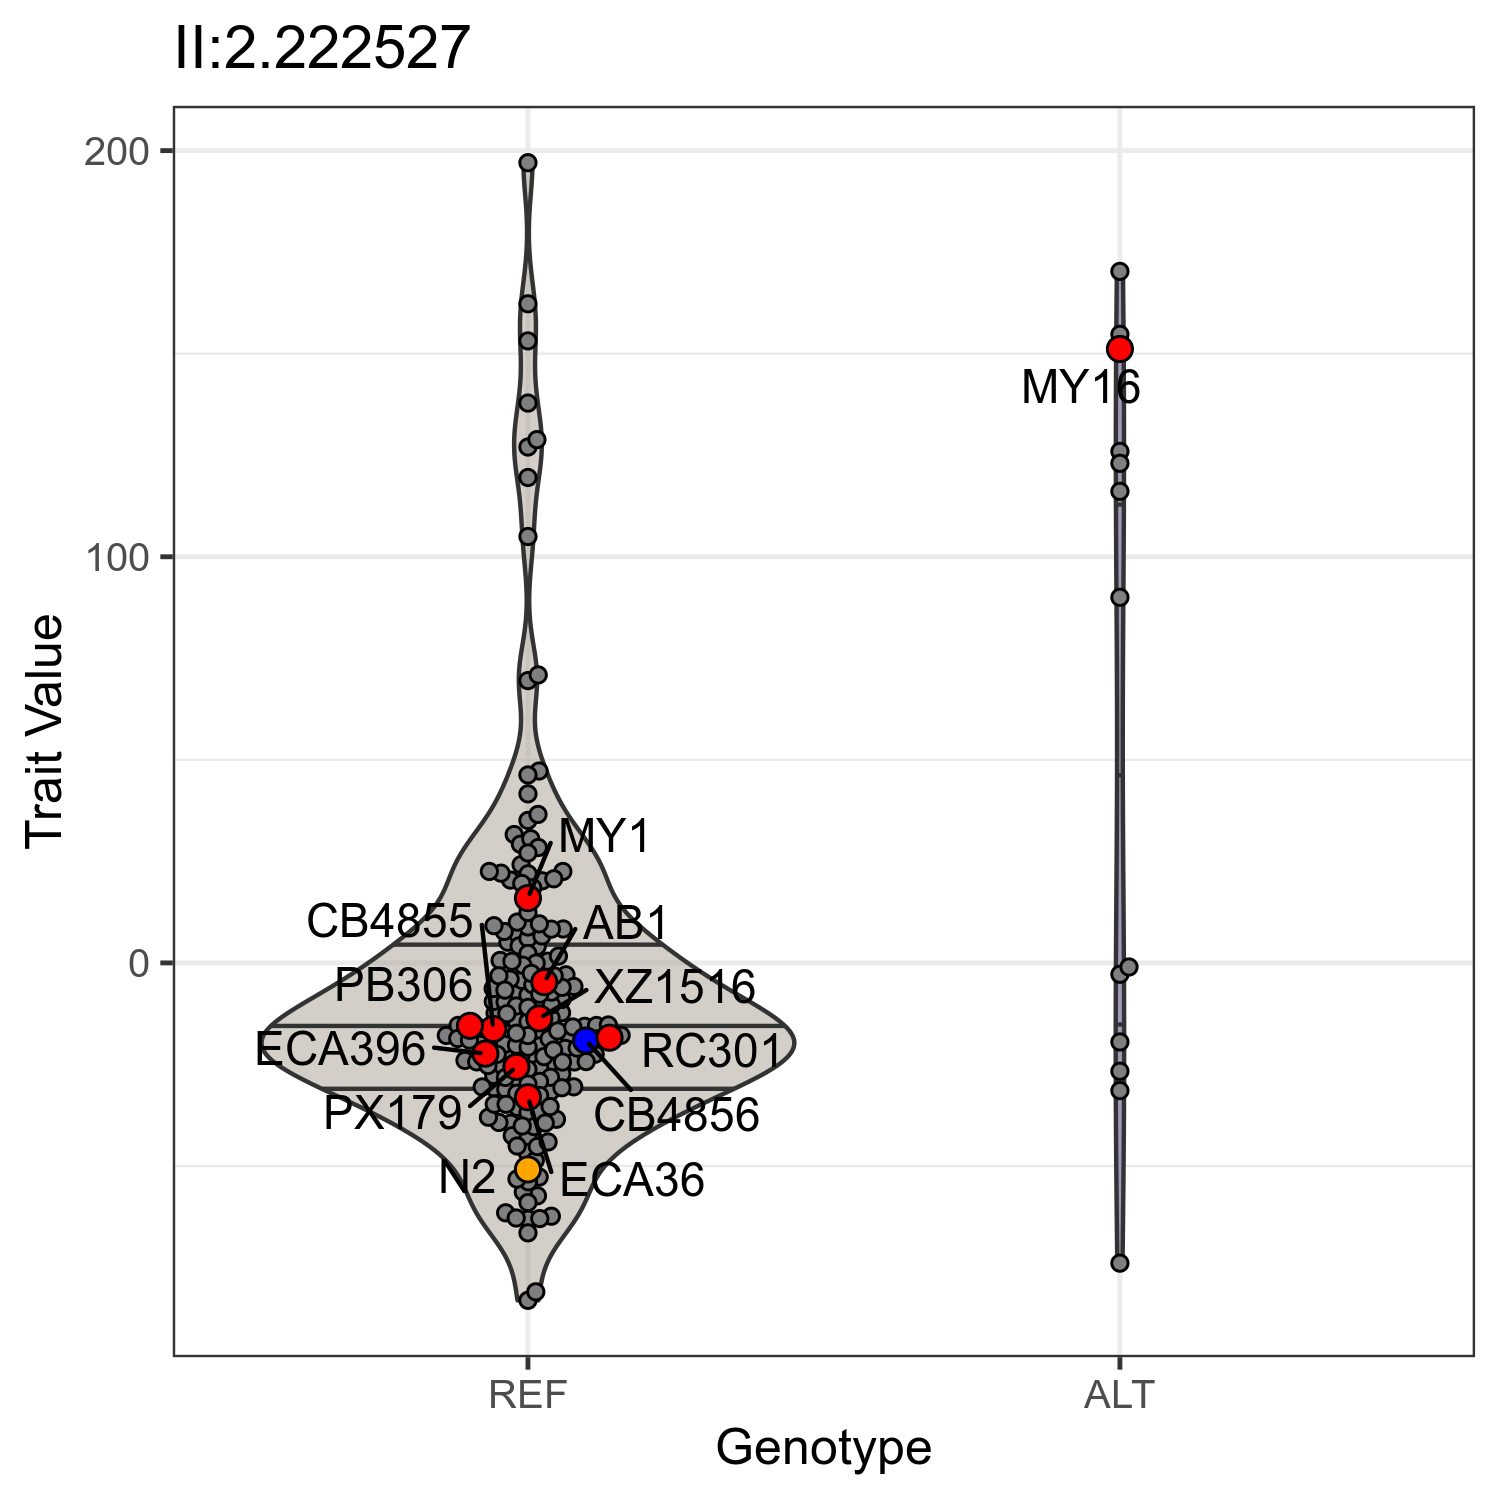 II:2.222527
200
100
0
Trait Value
MY16
MY1
CB4855
AB1
PB306
XZ1516
ECA396
RC301
PX179
CB4856
N2
ECA36
REF
ALT
Genotype